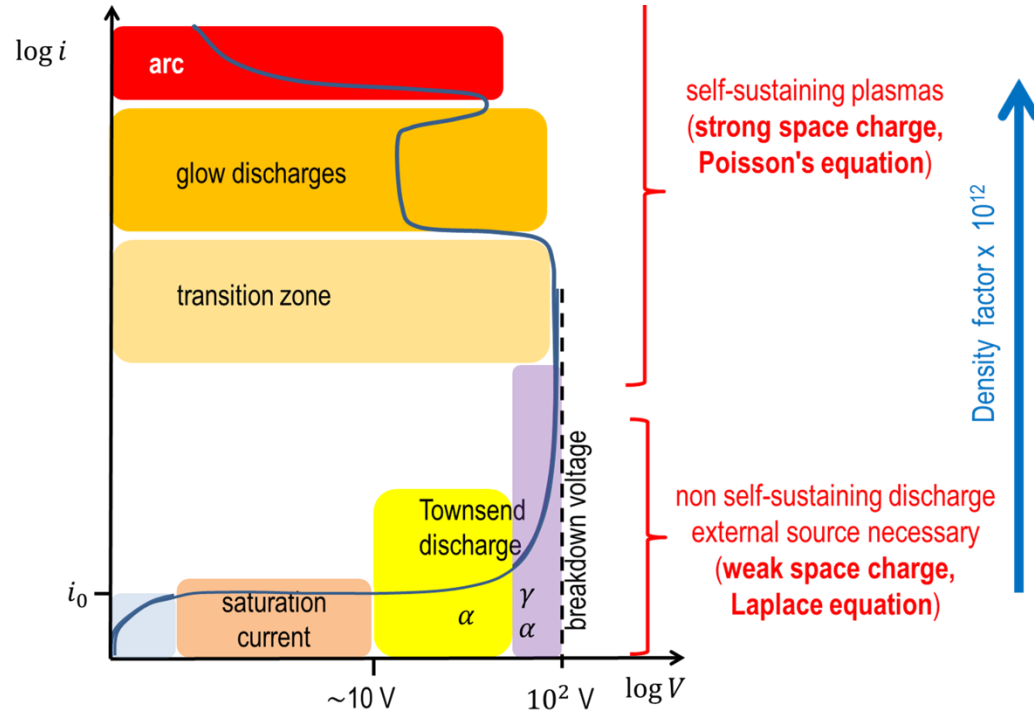 log i
arc
self-sustaining plasmas
(strong space charge,
Poisson's equation)
glow discharges
transition zone
Density factor x 10¹²
breakdown voltage
Townsend
discharge
non self-sustaining discharge
external source necessary
(weak space charge,
Laplace equation)
i₀
saturation
current
α
γ
α
~10 V
10² V
log V